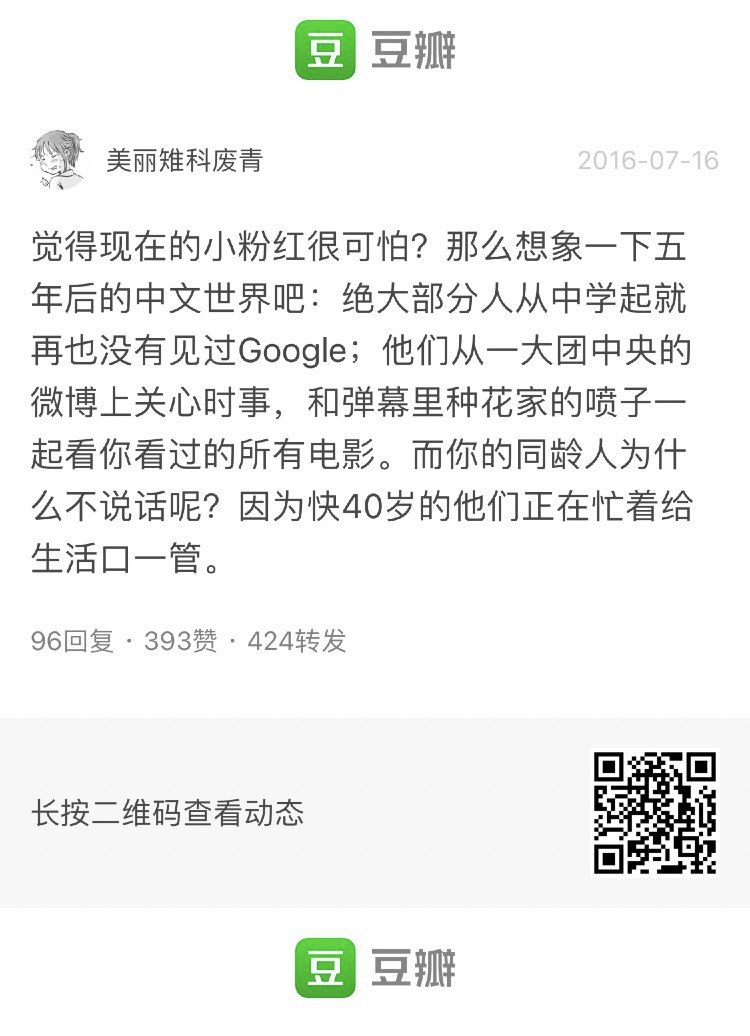 豆 豆瓣
美丽雉科废青 2016-07-16
觉得现在的小粉红很可怕？那么想象一下五
年后的中文世界吧：绝大部分人从中学起就
再也没有见过Google；他们从一大团中央的
微博上关心时事，和弹幕里种花家的喷子一
起看你看过的所有电影。而你的同龄人为什
么不说话呢？因为快40岁的他们正在忙着给
生活口一管。
96回复 · 393赞 · 424转发
长按二维码查看动态
豆 豆瓣